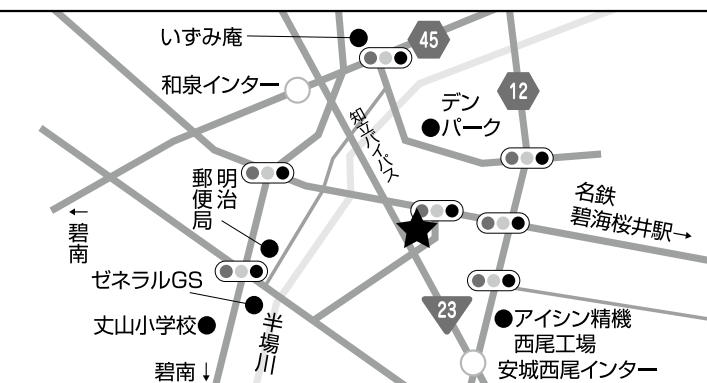 いずみ庵
45
和泉インター
12
デン
パーク
知立バイパス
明治
郵便局
名鉄
碧海桜井駅→
←
碧南
ゼネラルGS
23
丈山小学校
半場川
アイシン精機
西尾工場
安城西尾インター
碧南↓